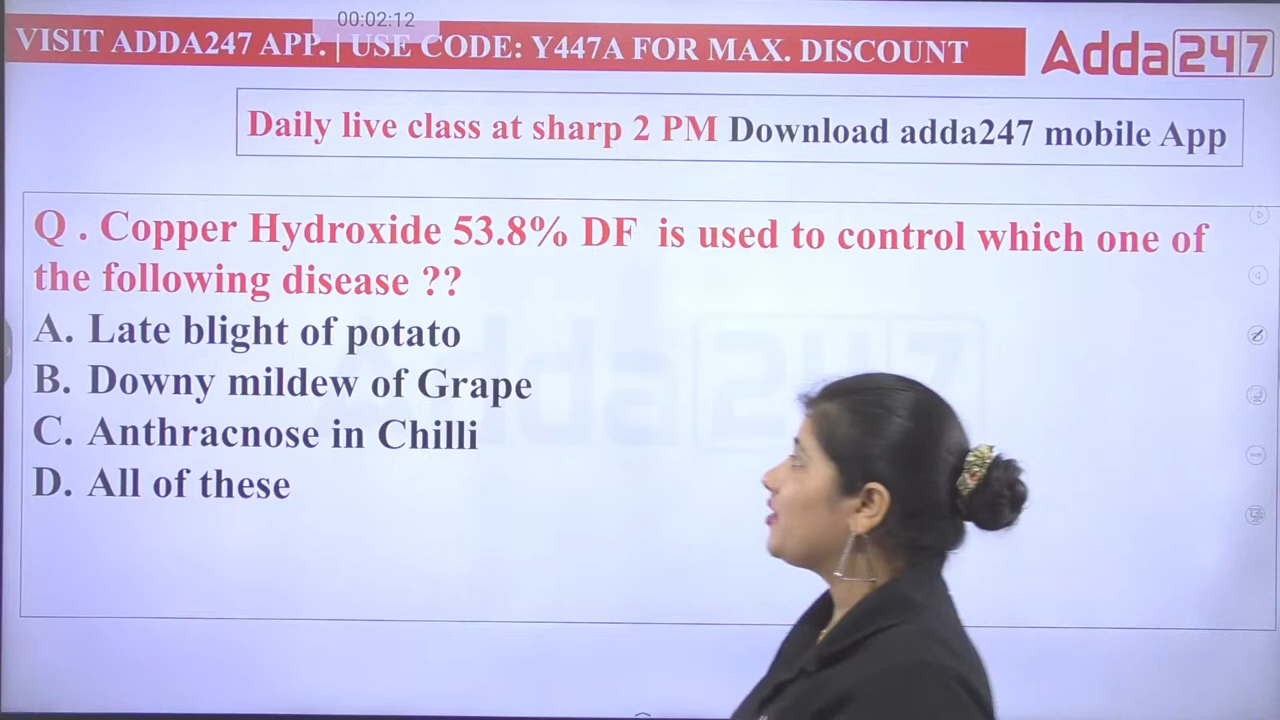 00:02:12
VISIT ADDA247 APP. | USE CODE: Y447A FOR MAX. DISCOUNT
Adda247
Daily live class at sharp 2 PM Download adda247 mobile App
Q . Copper Hydroxide 53.8% DF is used to control which one of
the following disease ??
A. Late blight of potato
B. Downy mildew of Grape
C. Anthracnose in Chilli
D. All of these
Adda247